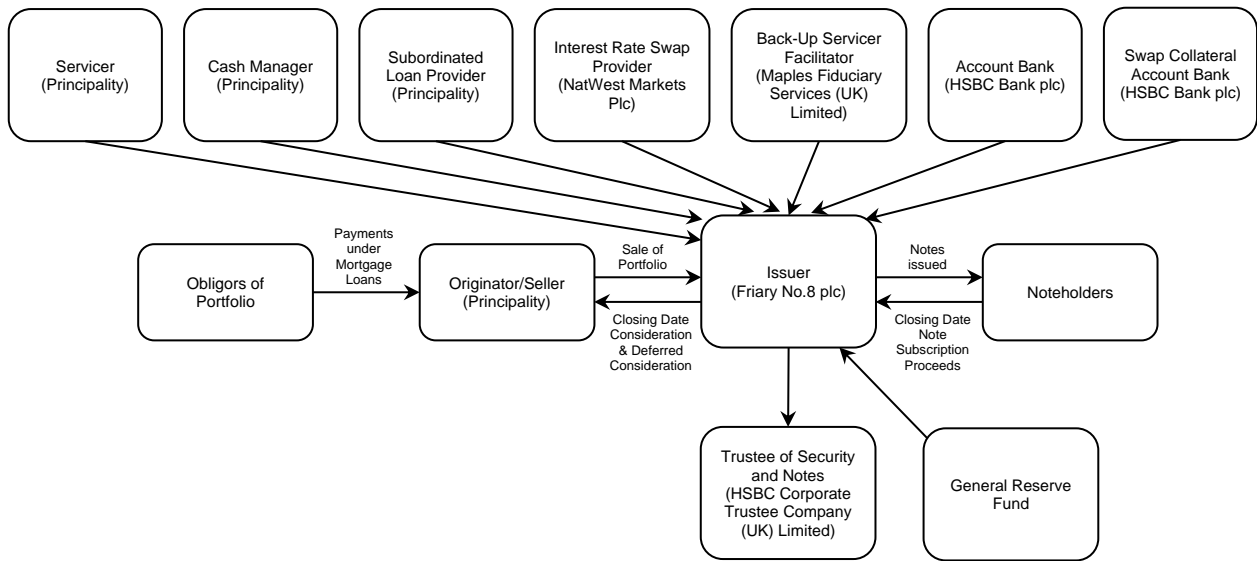 Servicer
(Principality)
Cash Manager
(Principality)
Subordinated
Loan Provider
(Principality)
Interest Rate Swap
Provider
(NatWest Markets
Plc)
Back-Up Servicer
Facilitator
(Maples Fiduciary
Services (UK)
Limited)
Account Bank
(HSBC Bank plc)
Swap Collateral
Account Bank
(HSBC Bank plc)
Obligors of
Portfolio
Payments
under
Mortgage
Loans
Originator/Seller
(Principality)
Sale of
Portfolio
Closing Date
Consideration
& Deferred
Consideration
Issuer
(Friary No.8 plc)
Notes
issued
Closing Date
Note
Subscription
Proceeds
Noteholders
Trustee of Security
and Notes
(HSBC Corporate
Trustee Company
(UK) Limited)
General Reserve
Fund